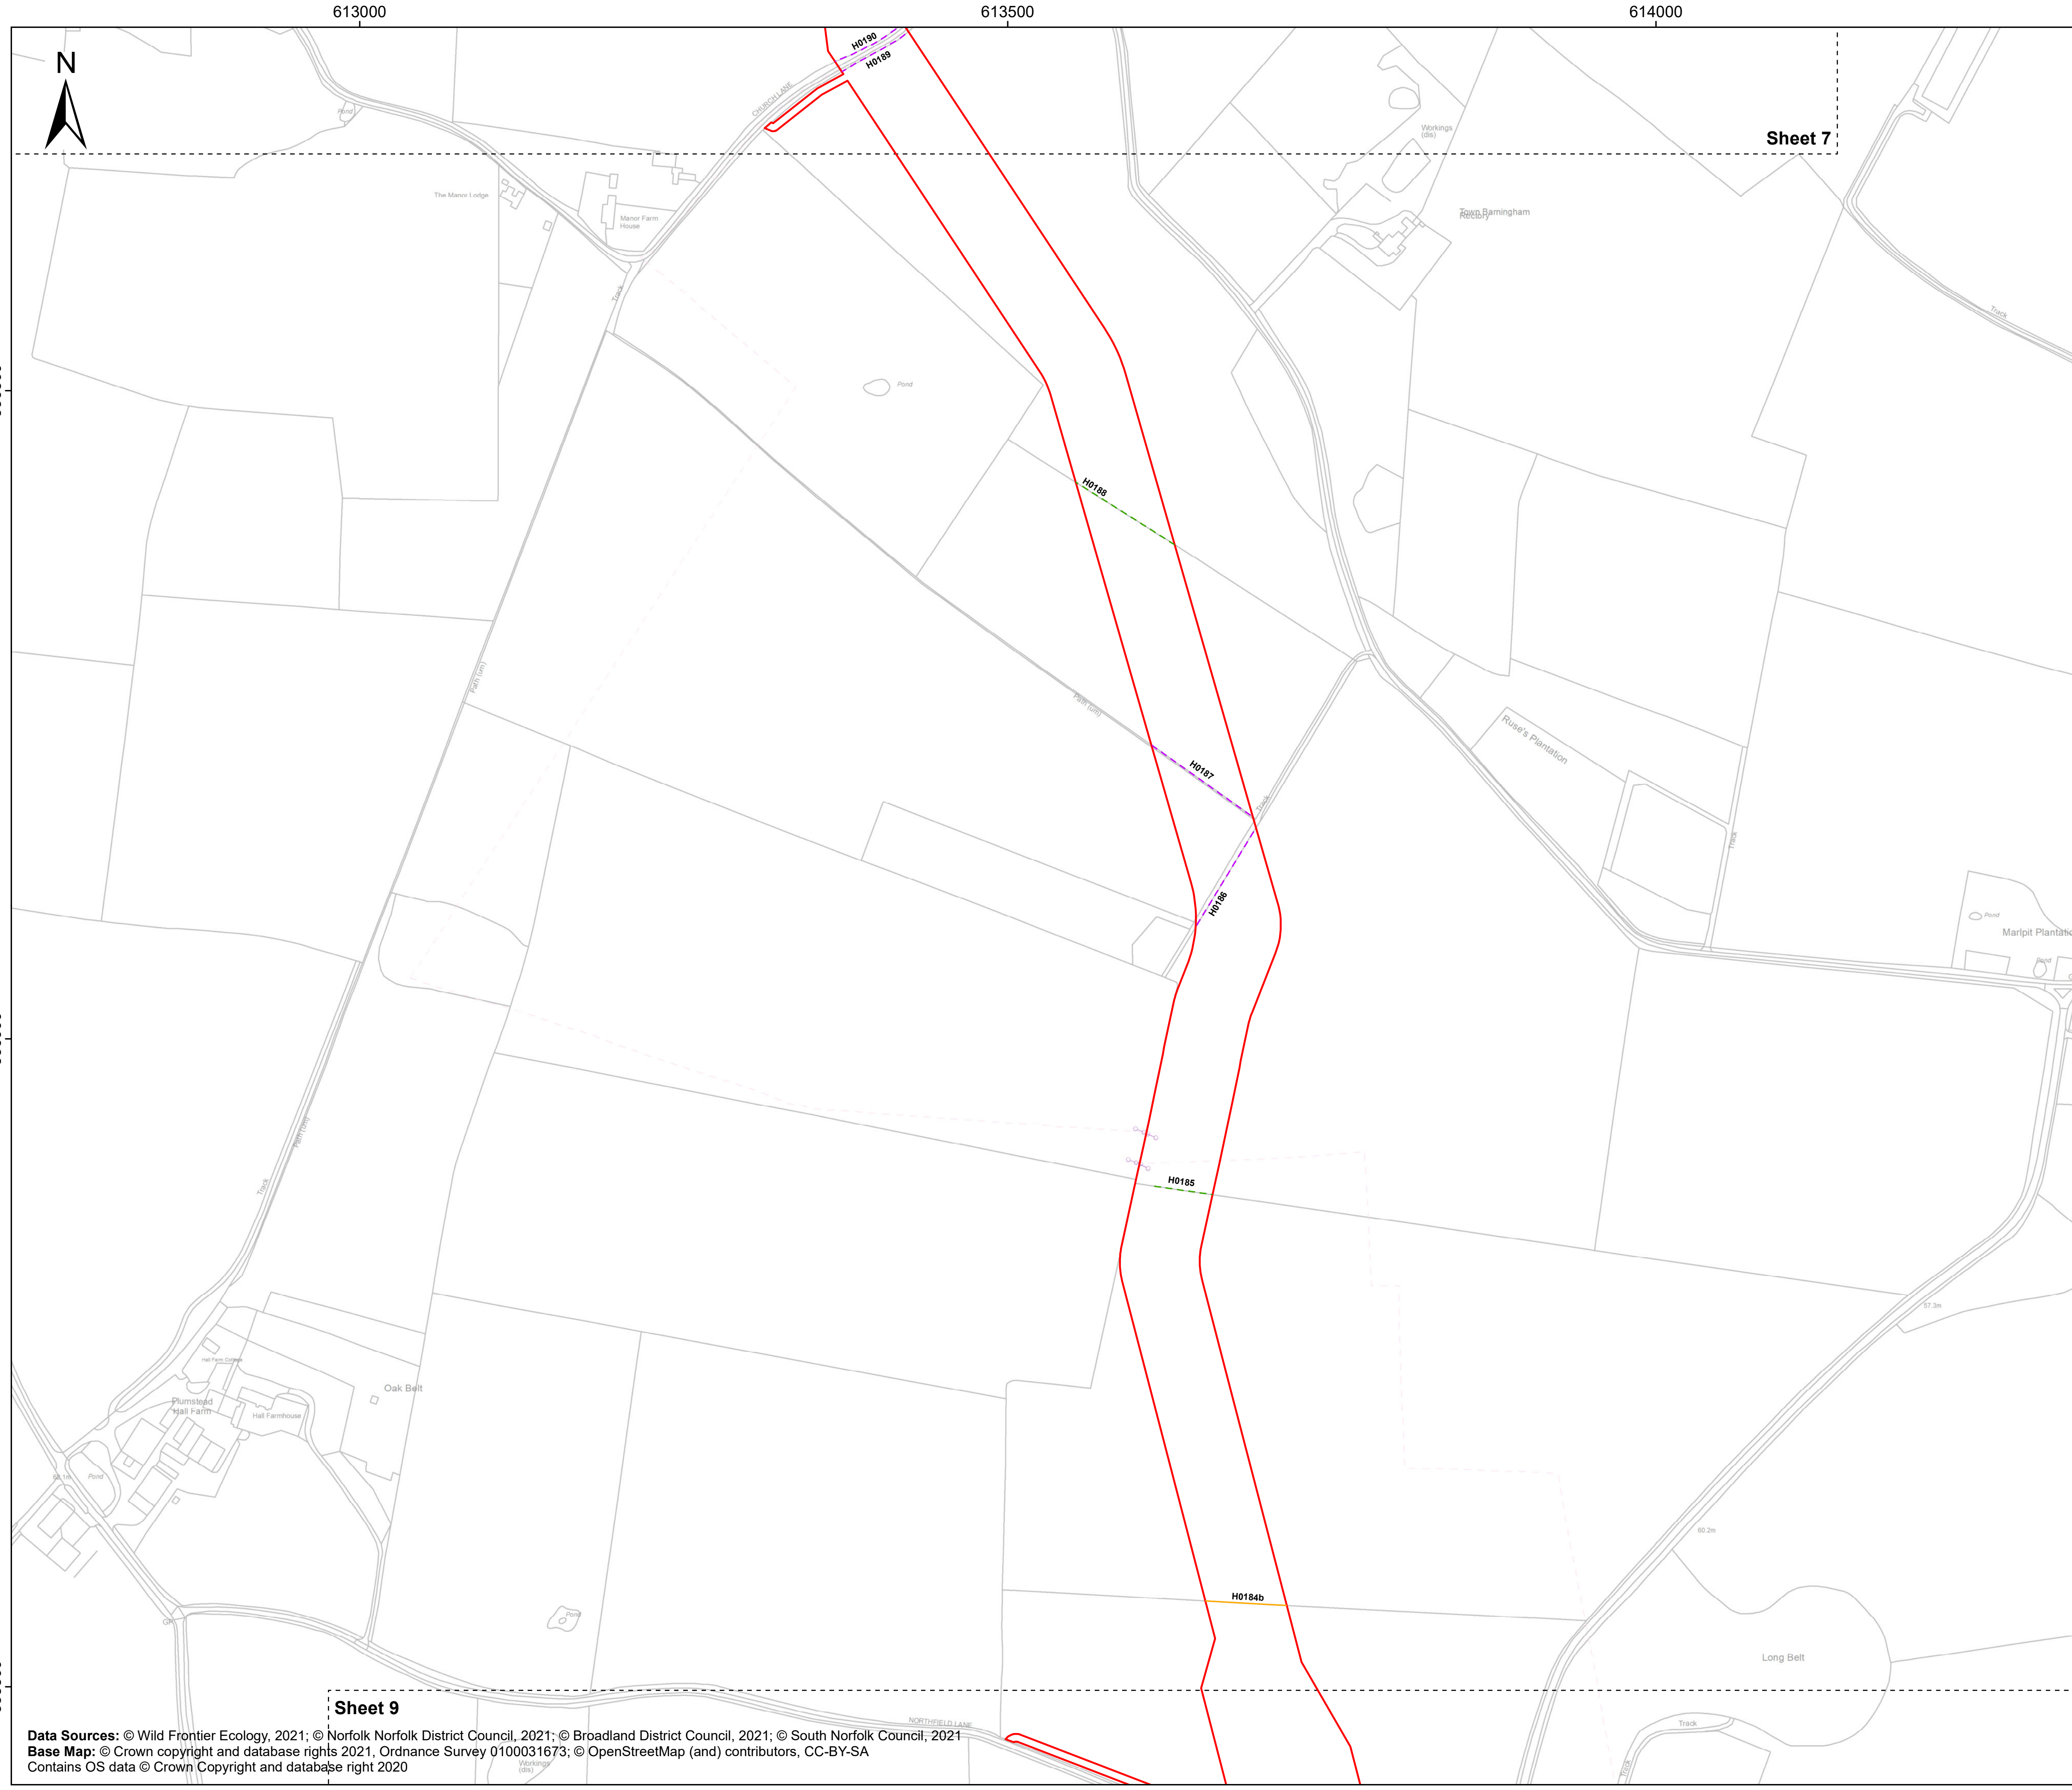 613000
613500
614000
N
H0190
H0189
CHURCH LANE
Pond
Workings
(dis)
Sheet 7
The Manor Lodge
Manor Farm
House
Town Barningham
Rectory
Track
Track
Pond
H0188
Path (um)
Path (um)
H0187
Ruse's Plantation
Track
Track
H0186
Pond
Marlpit Plantatio
Pond
Path (um)
Track
H0185
57.3m
Hall Farm Cottage
Oak Belt
Plumstead
Hall Farm
Hall Farmhouse
Pond
60.2m
H0184b
Pond
GP
Long Belt
Sheet 9
NORTHFIELD LANE
Track
Data Sources: © Wild Frontier Ecology, 2021; © Norfolk Norfolk District Council, 2021; © Broadland District Council, 2021; © South Norfolk Council, 2021
Base Map: © Crown copyright and database rights 2021, Ordnance Survey 0100031673; © OpenStreetMap (and) contributors, CC-BY-SA
Contains OS data © Crown Copyright and database right 2020
Workings
(dis)
Track